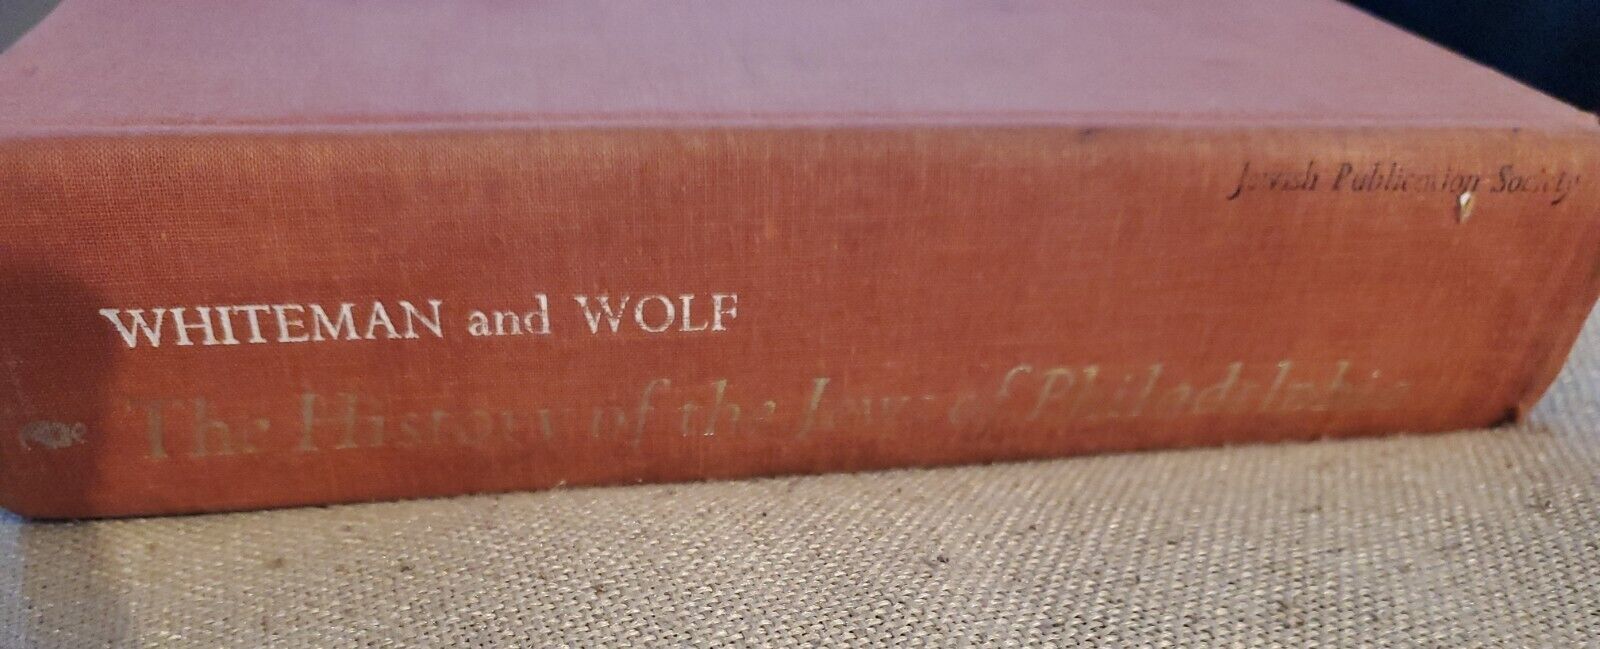 WHITEMAN and WOLF
The History of the Jews of Philadelphia
Jewish Publication Society